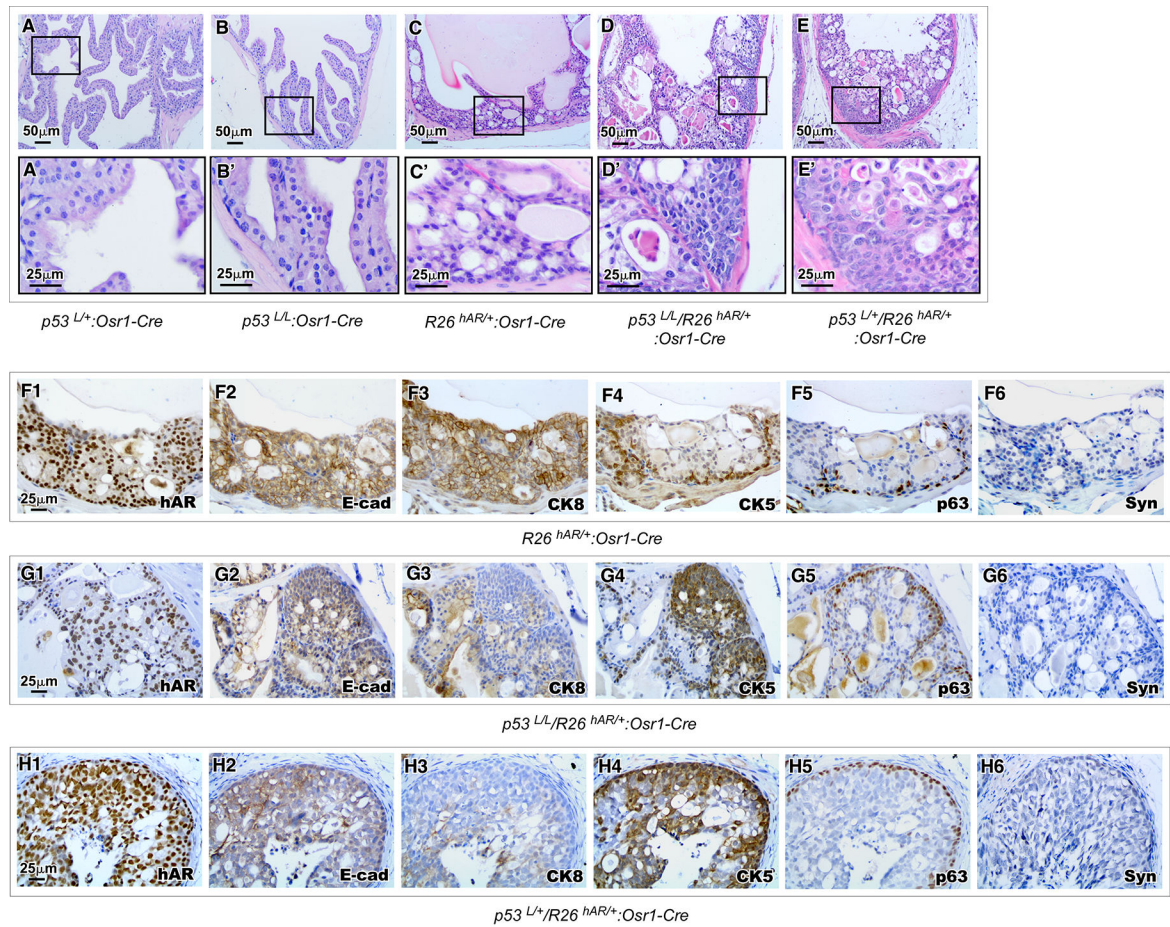 A B C D E
50μm 50μm 50μm 50μm 50μm
A' B' C' D' E'
25μm 25μm 25μm 25μm 25μm
p53 L/+:Osr1-Cre p53 L/L:Osr1-Cre R26 hAR/+:Osr1-Cre p53 L/L/R26 hAR/+ p53 L/+/R26 hAR/+
:Osr1-Cre :Osr1-Cre
F1 F2 F3 F4 F5 F6
25μm
hAR E-cad CK8 CK5 p63 Syn
R26 hAR/+:Osr1-Cre
G1 G2 G3 G4 G5 G6
25μm
hAR E-cad CK8 CK5 p63 Syn
p53 L/L/R26 hAR/+:Osr1-Cre
H1 H2 H3 H4 H5 H6
25μm
hAR E-cad CK8 CK5 p63 Syn
p53 L/+/R26 hAR/+:Osr1-Cre